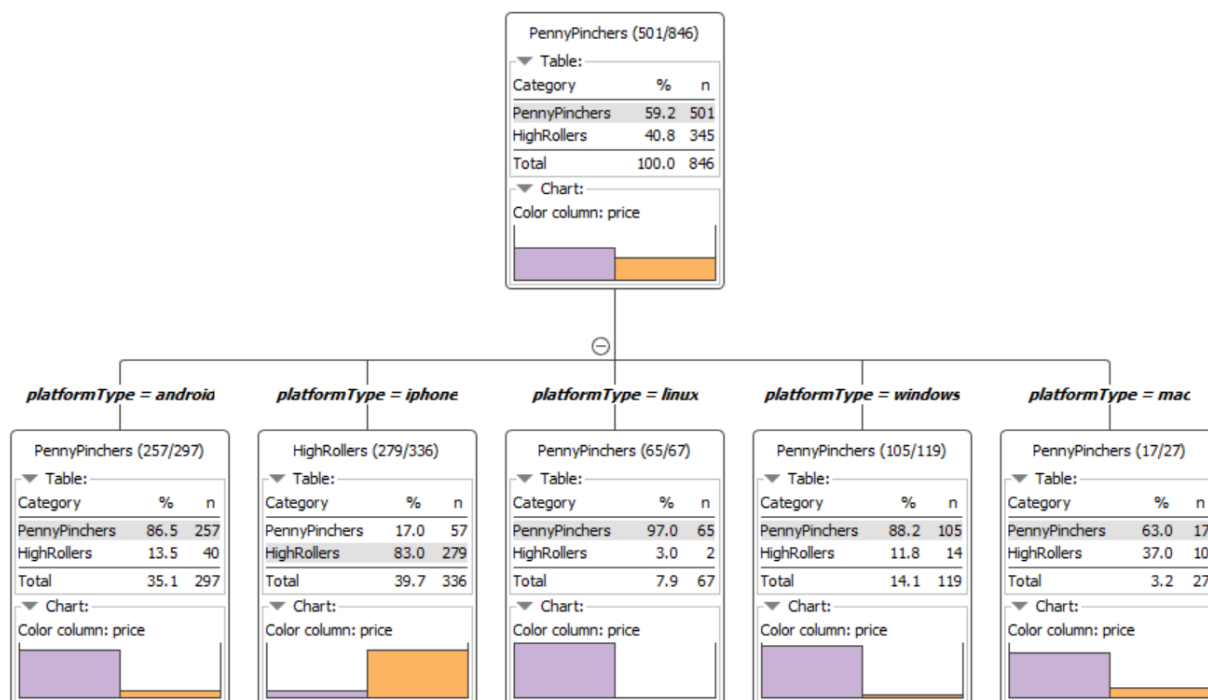 PennyPinchers (501/846)
Table:
Category % n
PennyPinchers 59.2 501
HighRollers 40.8 345
Total 100.0 846
Chart:
Color column: price
platformType = android
PennyPinchers (257/297)
Table:
Category % n
PennyPinchers 86.5 257
HighRollers 13.5 40
Total 35.1 297
Chart:
Color column: price
platformType = iphone
HighRollers (279/336)
Table:
Category % n
PennyPinchers 17.0 57
HighRollers 83.0 279
Total 39.7 336
Chart:
Color column: price
platformType = linux
PennyPinchers (65/67)
Table:
Category % n
PennyPinchers 97.0 65
HighRollers 3.0 2
Total 7.9 67
Chart:
Color column: price
platformType = windows
PennyPinchers (105/119)
Table:
Category % n
PennyPinchers 88.2 105
HighRollers 11.8 14
Total 14.1 119
Chart:
Color column: price
platformType = mac
PennyPinchers (17/27)
Table:
Category % n
PennyPinchers 63.0 17
HighRollers 37.0 10
Total 3.2 27
Chart:
Color column: price